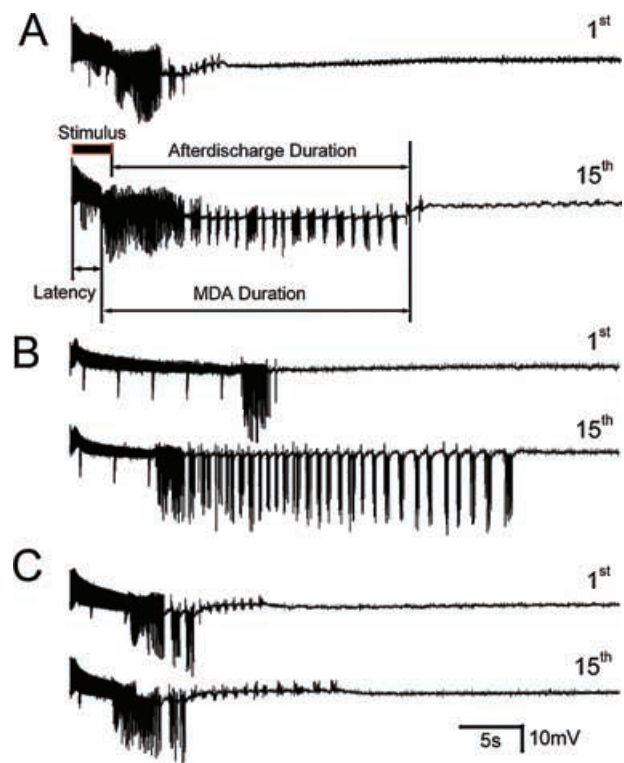 A
1st
Stimulus
Afterdischarge Duration
15th
Latency
MDA Duration
B
1st
15th
C
1st
15th
5s
10mV